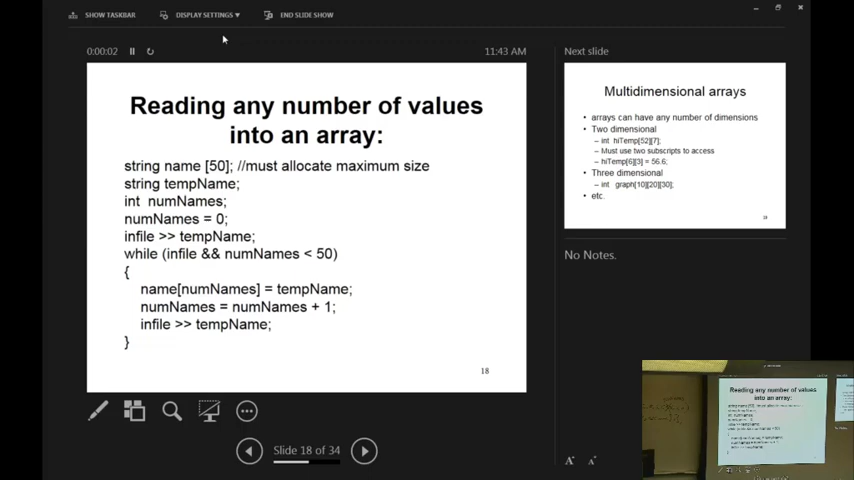 SHOW TASKBAR DISPLAY SETTINGS ▾ END SLIDE SHOW
0:00:02 11:43 AM
Reading any number of values
into an array:
string name [50]; //must allocate maximum size
string tempName;
int numNames;
numNames = 0;
infile >> tempName;
while (infile && numNames < 50)
{
name[numNames] = tempName;
numNames = numNames + 1;
infile >> tempName;
}
18
Next slide
Multidimensional arrays
• arrays can have any number of dimensions
• Two dimensional
– int hiTemp[52][7];
– Must use two subscripts to access
– hiTemp[6][3] = 56.6;
• Three dimensional
– int graph[10][20][30];
• etc.
No Notes.
Slide 18 of 34
A A
Reading any number of values
into an array: